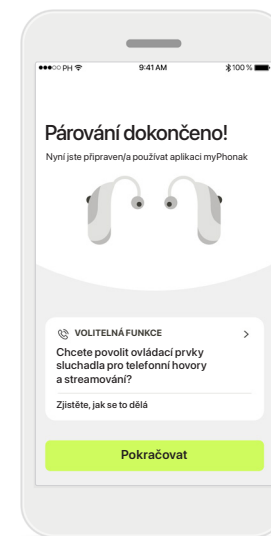 ●●●○○ PH 9:41 AM 100 %
Párování dokončeno!
Nyní jste připraven/a používat aplikaci myPhonak
VOLITELNÁ FUNKCE
Chcete povolit ovládací prvky
sluchadla pro telefonní hovory
a streamování?
Zjistěte, jak se to dělá
Pokračovat